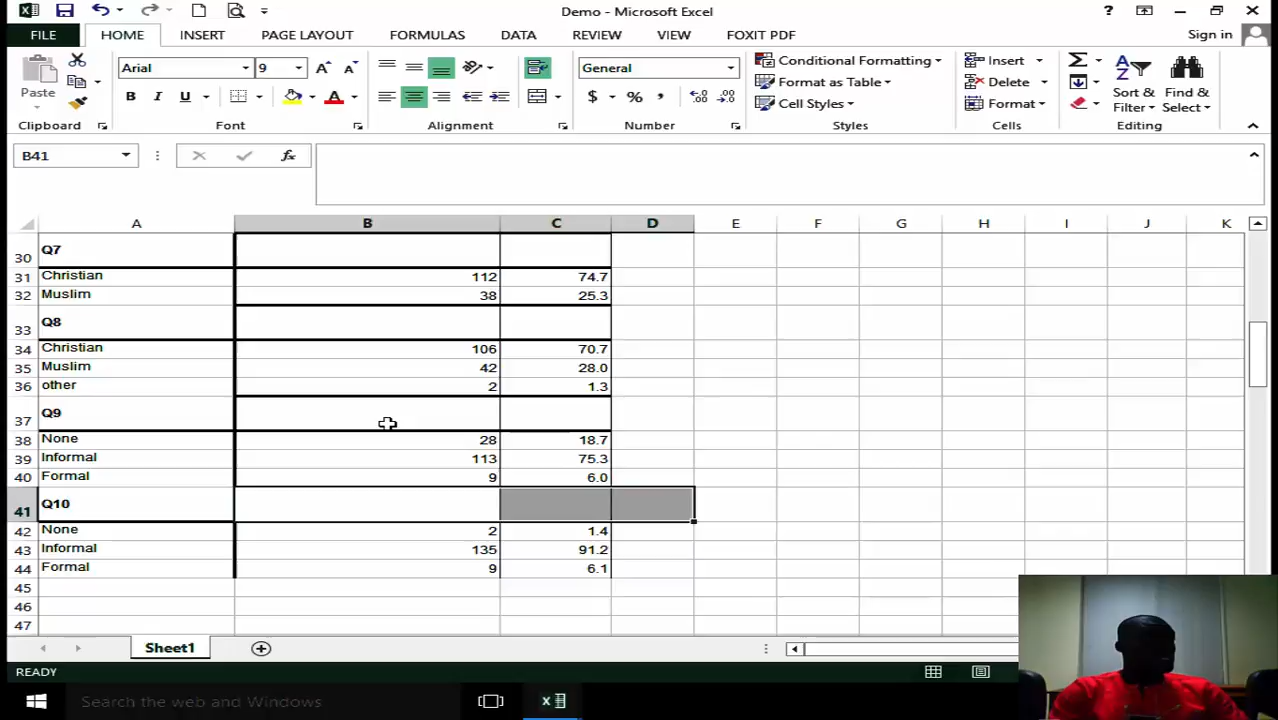 Demo - Microsoft Excel
?
FILE HOME INSERT PAGE LAYOUT FORMULAS DATA REVIEW VIEW FOXIT PDF Sign in
Paste
Clipboard
Arial 9
B I U A
Font
Alignment
General
$ % ,
Number
Conditional Formatting
Format as Table
Cell Styles
Styles
Insert
Delete
Format
Cells
Sort & Filter
Find & Select
Editing
B41 fx
A B C D E F G H I J K
30 Q7
31 Christian 112 74.7
32 Muslim 38 25.3
33 Q8
34 Christian 106 70.7
35 Muslim 42 28.0
36 other 2 1.3
37 Q9
38 None 28 18.7
39 Informal 113 75.3
40 Formal 9 6.0
41 Q10
42 None 2 1.4
43 Informal 135 91.2
44 Formal 9 6.1
45
46
47
Sheet1
READY
Search the web and Windows